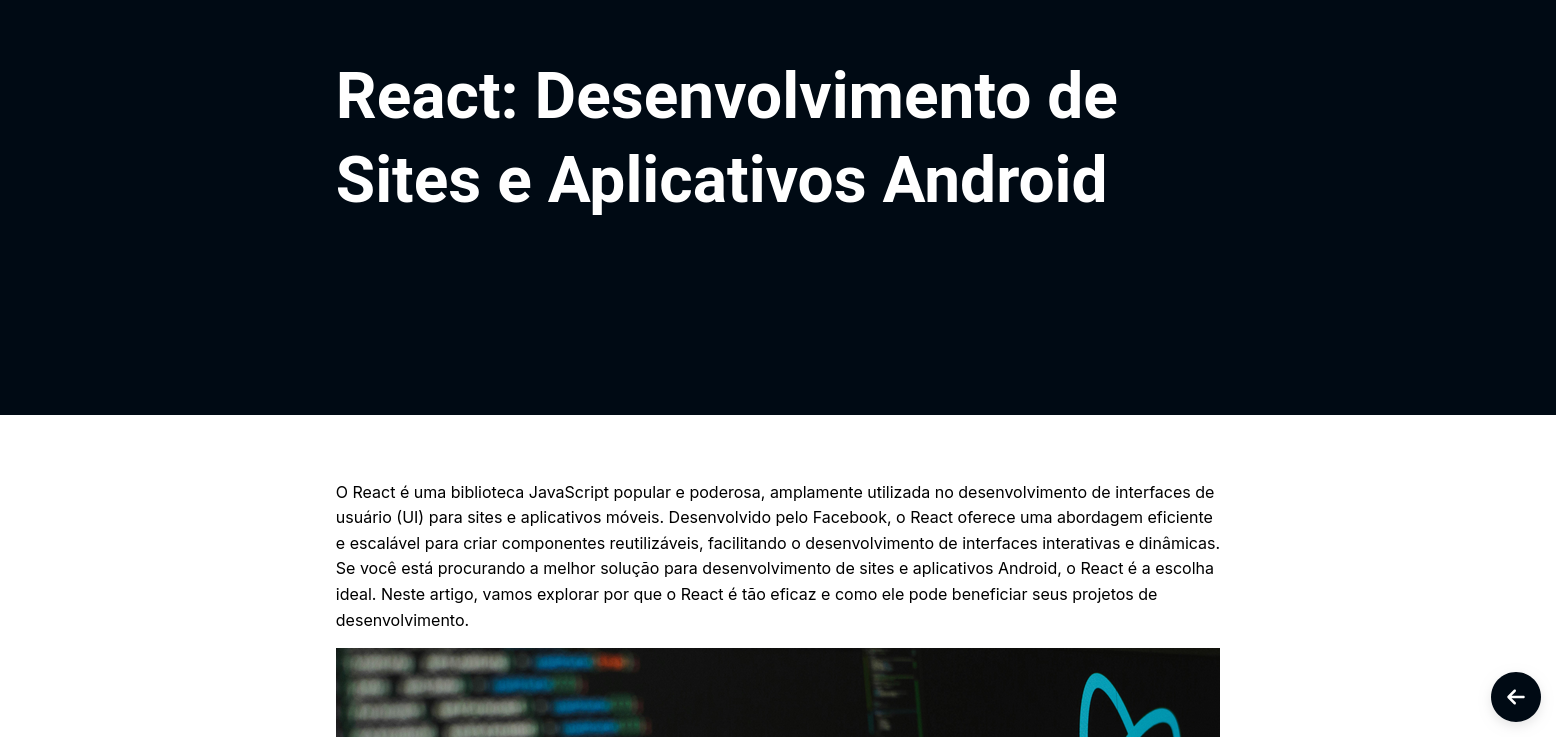 React: Desenvolvimento de
Sites e Aplicativos Android
O React é uma biblioteca JavaScript popular e poderosa, amplamente utilizada no desenvolvimento de interfaces de
usuário (UI) para sites e aplicativos móveis. Desenvolvido pelo Facebook, o React oferece uma abordagem eficiente
e escalável para criar componentes reutilizáveis, facilitando o desenvolvimento de interfaces interativas e dinâmicas.
Se você está procurando a melhor solução para desenvolvimento de sites e aplicativos Android, o React é a escolha
ideal. Neste artigo, vamos explorar por que o React é tão eficaz e como ele pode beneficiar seus projetos de
desenvolvimento.